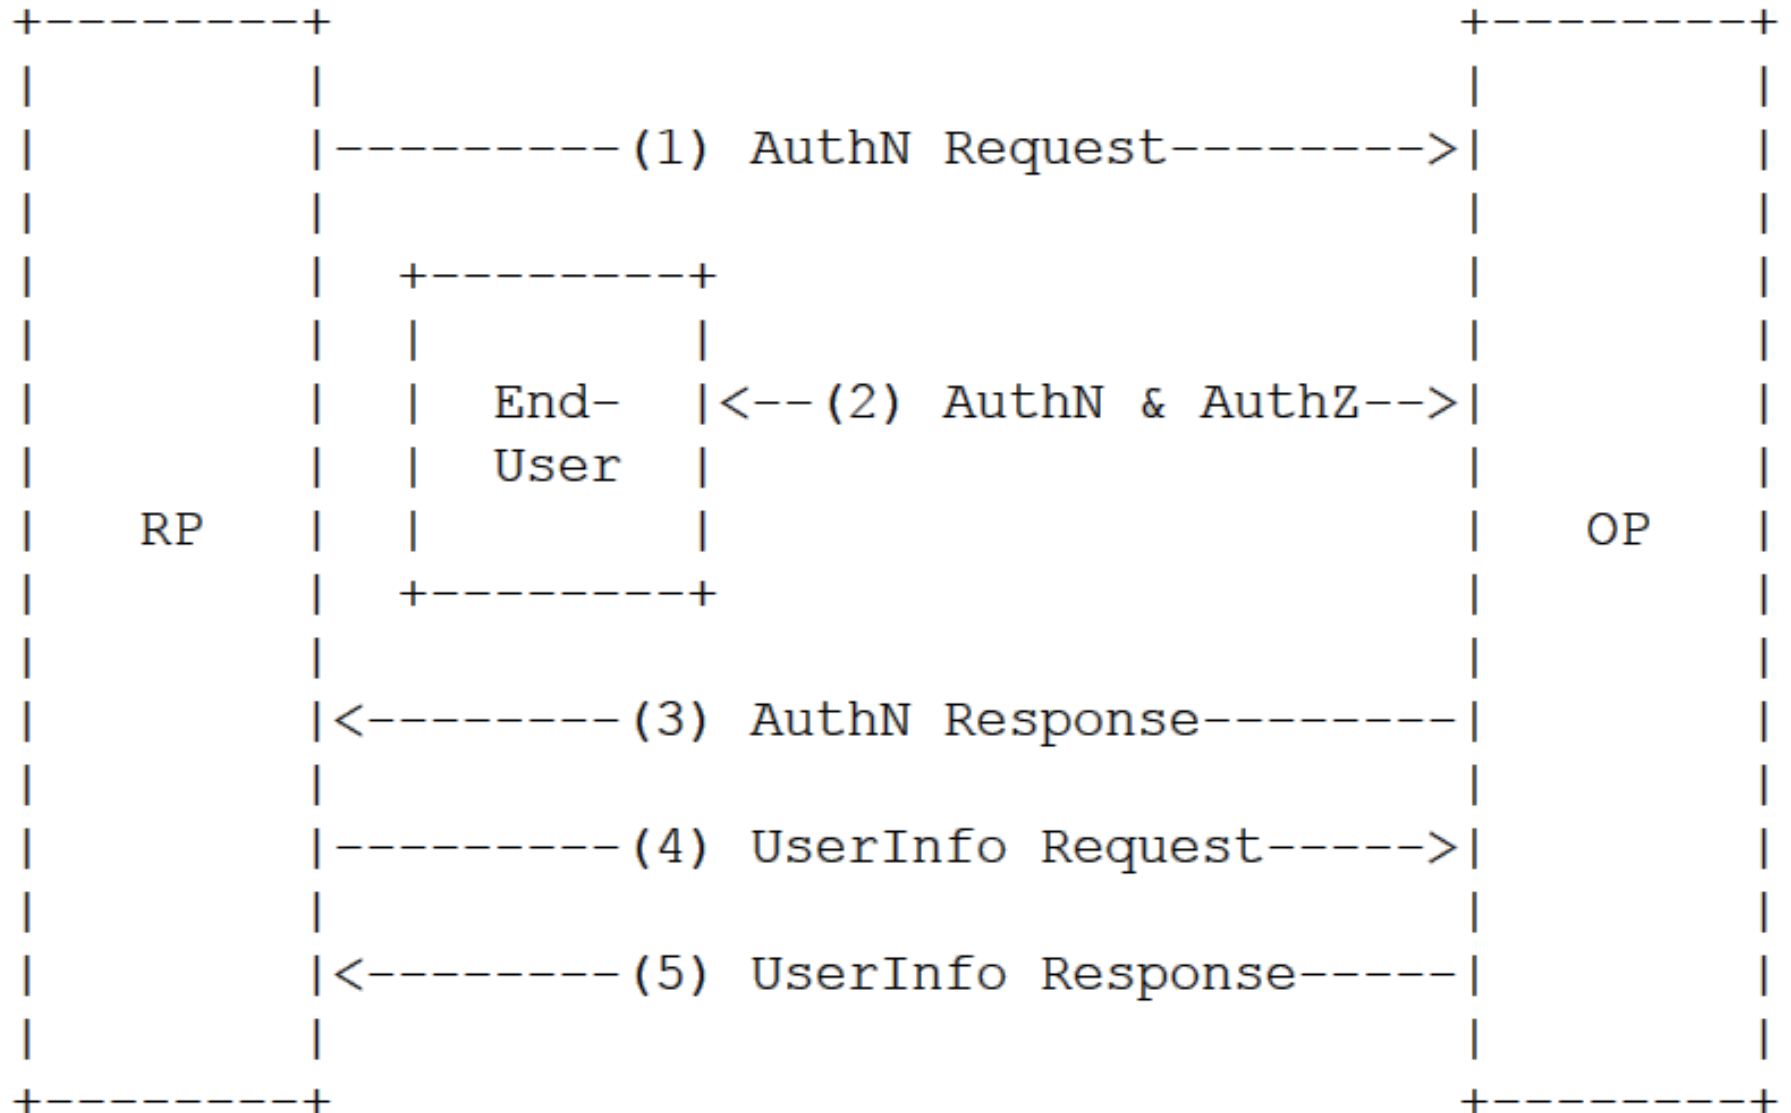 +--------+                                   +--------+
|        |                                   |        |
|        |---------(1) AuthN Request-------->|        |
|        |                                   |        |
|        |  +--------+                       |        |
|        |  |        |                       |        |
|        |  |  End-  |<--(2) AuthN & AuthZ-->|        |
|        |  |  User  |                       |        |
|   RP   |  |        |                       |   OP   |
|        |  +--------+                       |        |
|        |                                   |        |
|        |<--------(3) AuthN Response--------|        |
|        |                                   |        |
|        |---------(4) UserInfo Request----->|        |
|        |                                   |        |
|        |<--------(5) UserInfo Response-----|        |
|        |                                   |        |
+--------+                                   +--------+